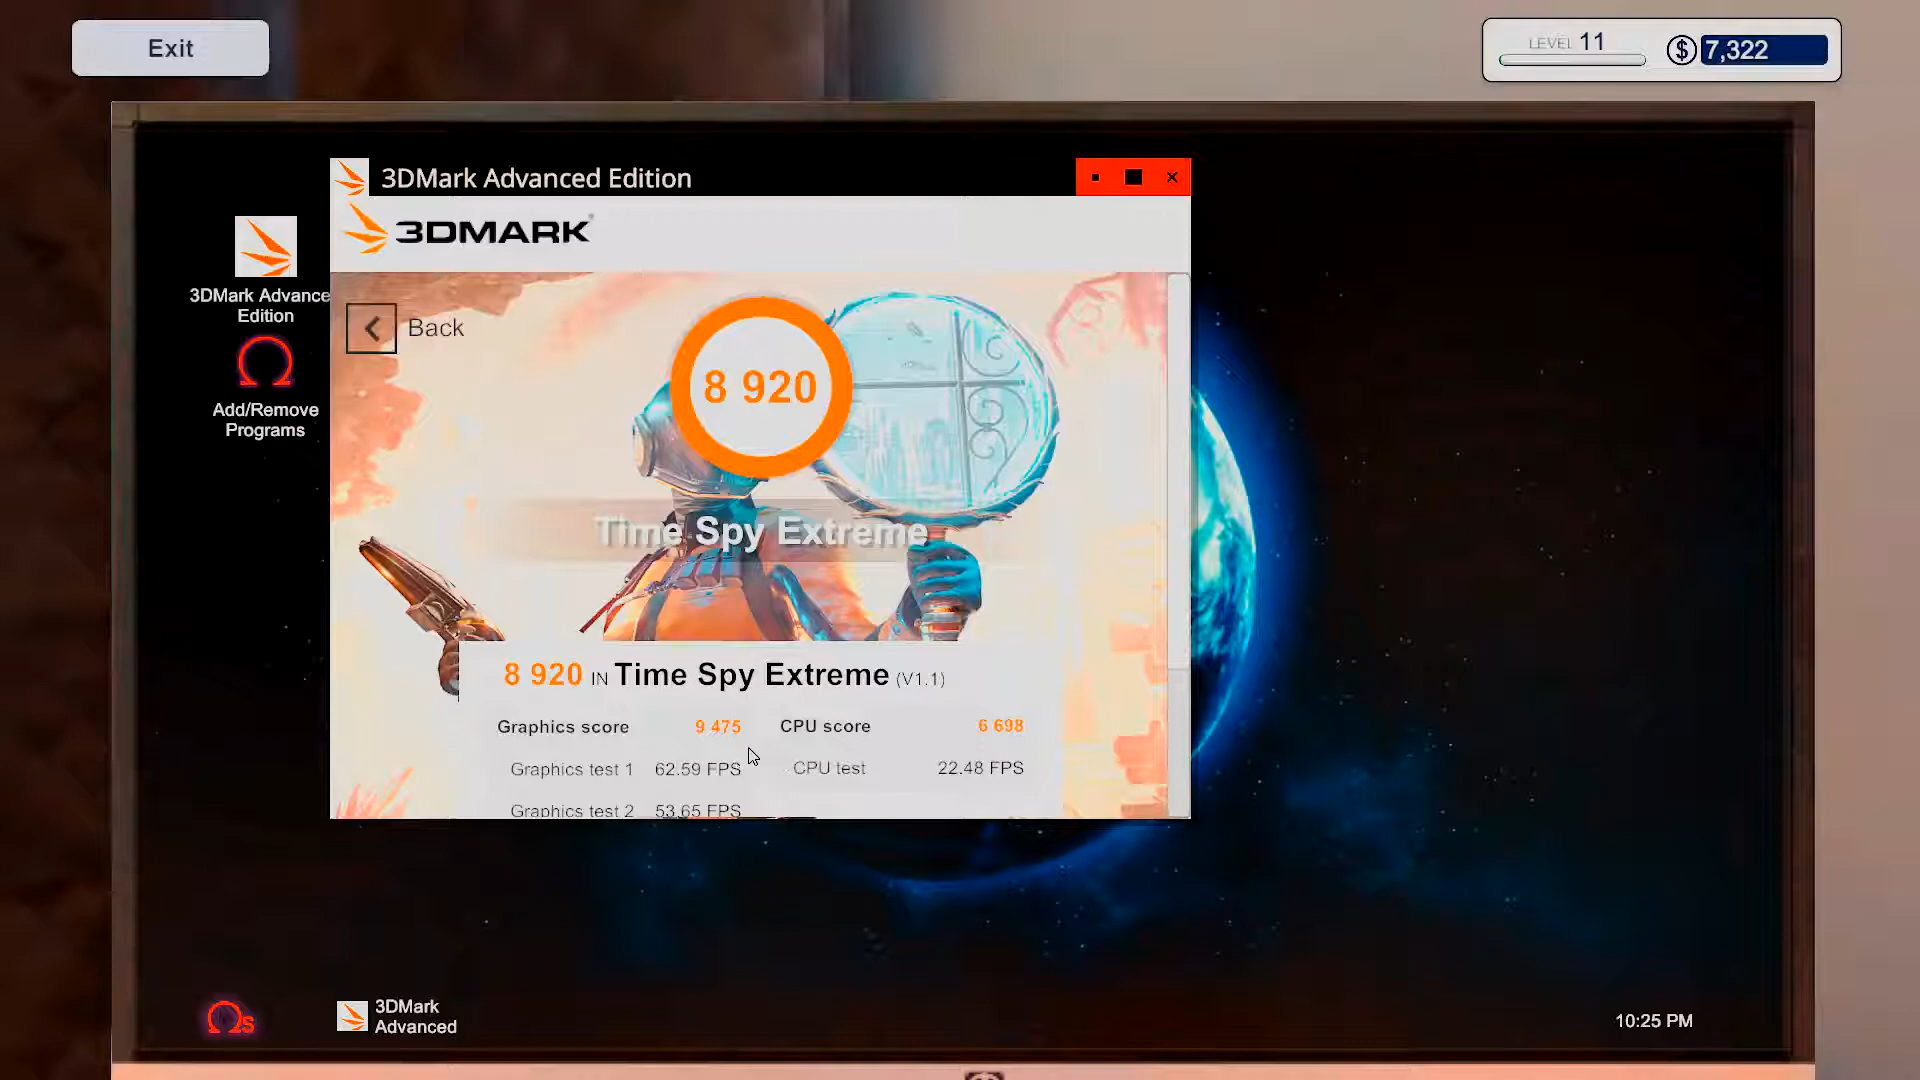 Exit
LEVEL 11
$ 7,322
3DMark Advanced Edition
3DMARK
3DMark Advance
Edition
Back
8 920
Add/Remove
Programs
Time Spy Extreme
8 920 IN Time Spy Extreme (V1.1)
Graphics score 9 475 CPU score 6 698
Graphics test 1 62.59 FPS CPU test 22.48 FPS
Graphics test 2 53.65 FPS
Ωs
3DMark
Advanced
10:25 PM